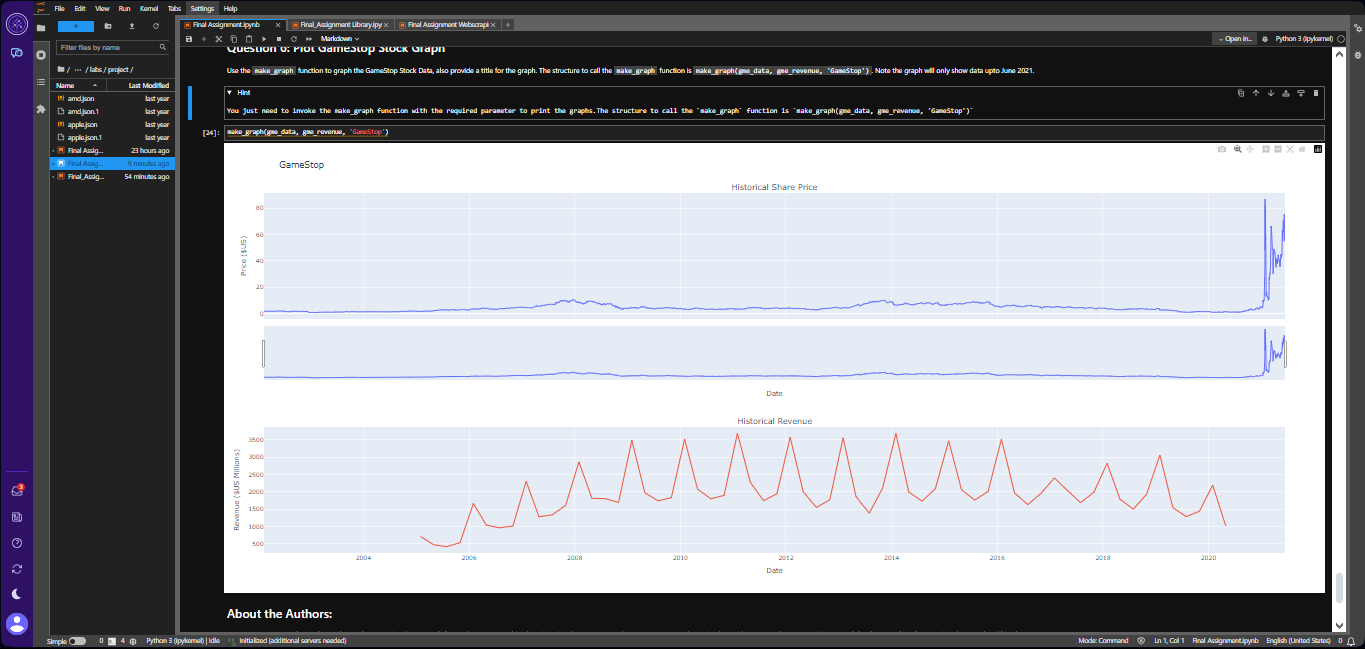 File Edit View Run Kernel Tabs Settings Help
Final Assignment.ipynb
Final_Assignment Library.ipy
Final Assignment Webscrapi
Filter files by name
Markdown
Open in...
Python 3 (ipykernel)
/ ··· / labs / project /
Name Last Modified
amd.json last year
amd.json.1 last year
apple.json last year
apple.json.1 last year
Final Assig... 23 hours ago
Final Assig... 9 minutes ago
Final_Assig... 54 minutes ago
Question 6: Plot GameStop Stock Graph
Use the make_graph function to graph the GameStop Stock Data, also provide a title for the graph. The structure to call the make_graph function is make_graph(gme_data, gme_revenue, 'GameStop'). Note the graph will only show data upto June 2021.
Hint
You just need to invoke the make_graph function with the required parameter to print the graphs.The structure to call the `make_graph` function is `make_graph(gme_data, gme_revenue, 'GameStop')`
[24]: make_graph(gme_data, gme_revenue, 'GameStop')
GameStop
Historical Share Price
Price ($US)
80
60
40
20
0
Date
Historical Revenue
Revenue ($US Millions)
3500
3000
2500
2000
1500
1000
500
2004 2006 2008 2010 2012 2014 2016 2018 2020
Date
About the Authors:
3
Simple 0 4 Python 3 (ipykernel) | Idle Initialized (additional servers needed) Mode: Command Ln 1, Col 1 Final Assignment.ipynb English (United States) 0